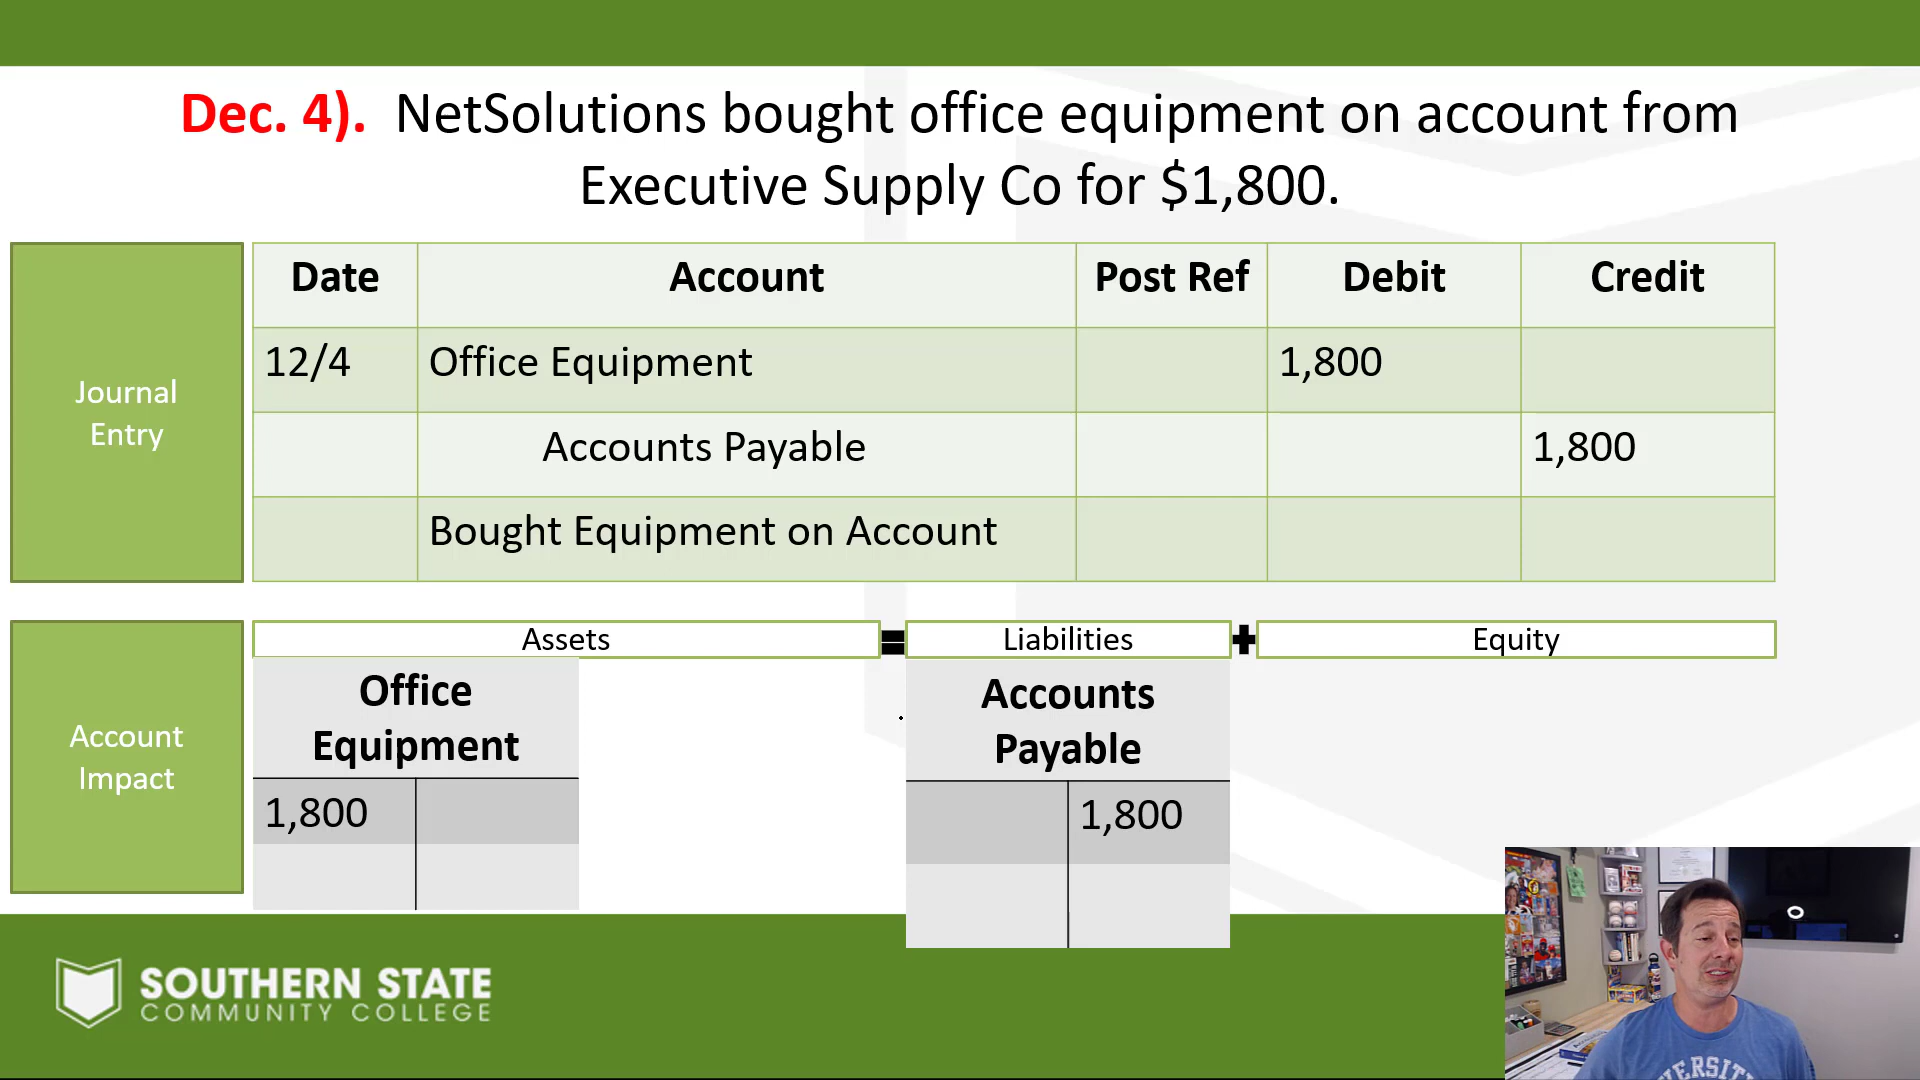 Dec. 4). NetSolutions bought office equipment on account from
Executive Supply Co for $1,800.
Journal
Entry
Date Account Post Ref Debit Credit
12/4 Office Equipment 1,800
Accounts Payable 1,800
Bought Equipment on Account
Account
Impact
Assets = Liabilities + Equity
Office
Equipment
1,800
Accounts
Payable
1,800
SOUTHERN STATE
COMMUNITY COLLEGE